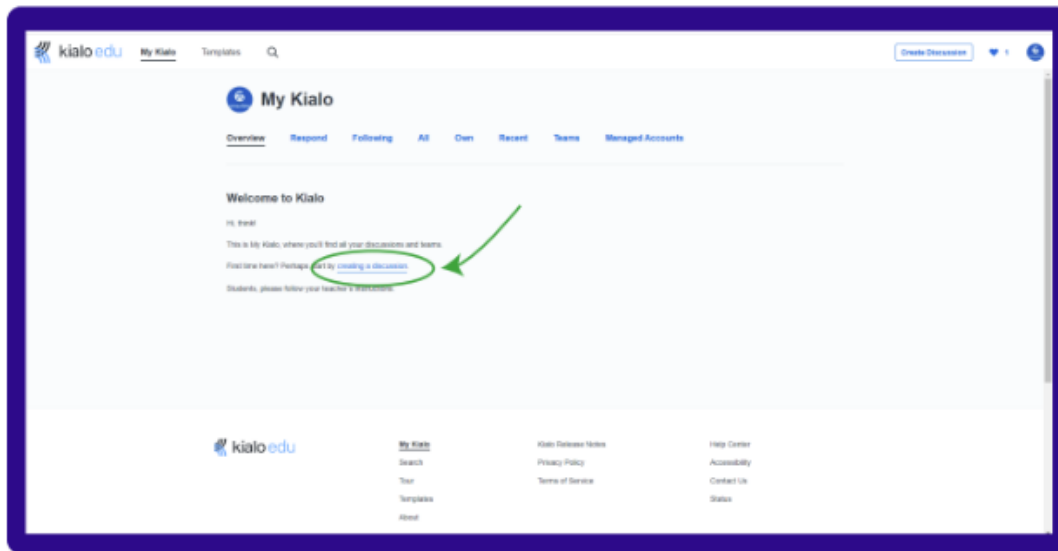 kialo edu My Kialo Templates Create Discussion 1
My Kialo
Overview Respond Following All Own Recent Teams Managed Accounts
Welcome to Kialo
Hi,
This is My Kialo, where you'll find all your discussions and teams.
First time here? Perhaps start by creating a discussion.
Students, please follow your teacher's instructions.
kialo edu
My Kialo Kialo Release Notes Help Center
Search Privacy Policy Accessibility
Tour Terms of Service Contact Us
Templates Status
About